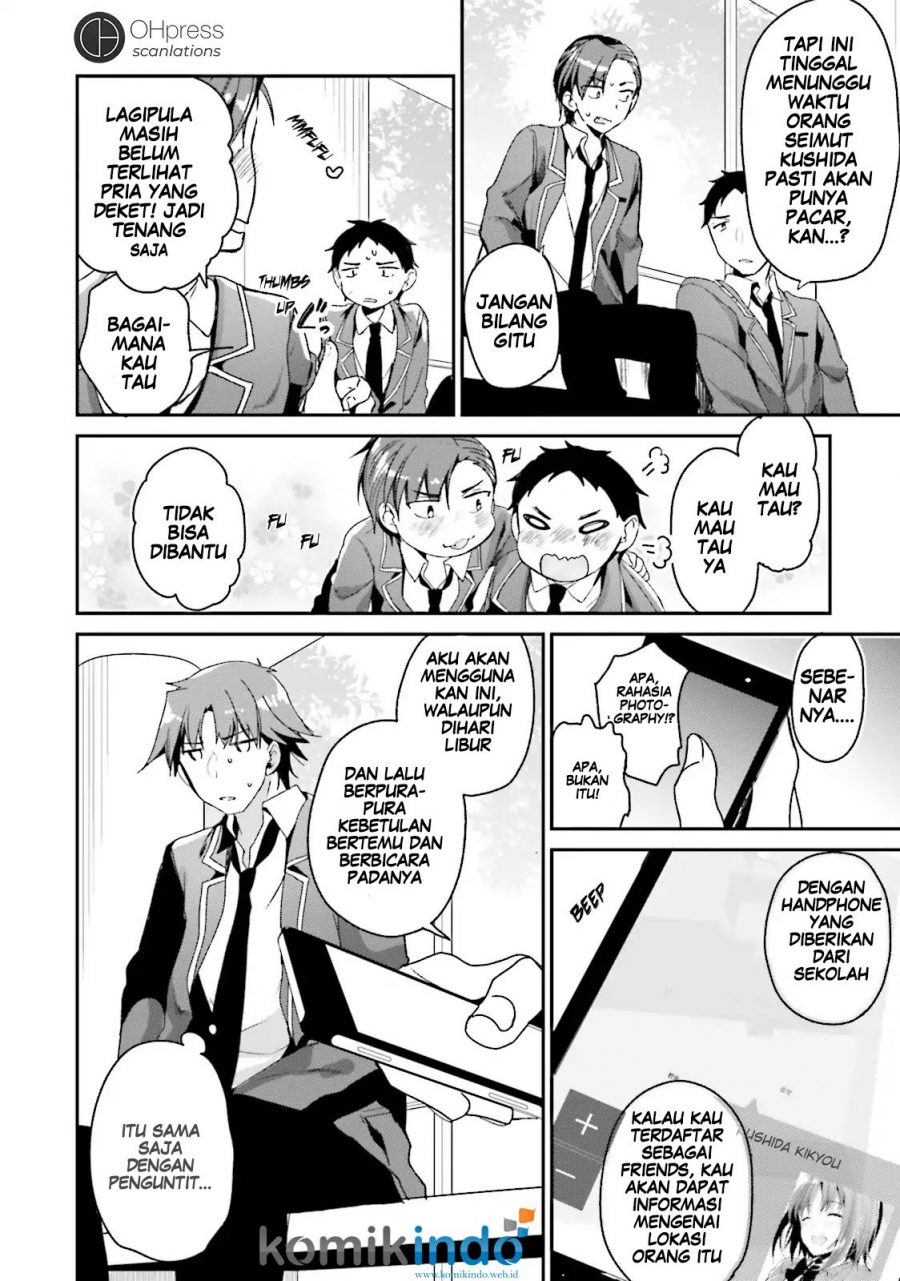 OHpress
scanlations
TAPI INI
TINGGAL
MENUNGGU
WAKTU
ORANG
SEIMUT
KUSHIDA
PASTI AKAN
PUNYA
PACAR,
KAN...?
JANGAN
BILANG
GITU
LAGIPULA
MASIH
BELUM
TERLIHAT
PRIA YANG
DEKET! JADI
TENANG
SAJA
MMFUFU
THUMBS
UP
BAGAI-
MANA
KAU
TAU
KAU
MAU
TAU?
KAU
MAU
TAU
YA
FU
FU
FU
TIDAK
BISA
DIBANTU
SEBE-
NAR
NYA....
APA,
RAHASIA
PHOTO-
GRAPHY!?
APA,
BUKAN
ITU!
DENGAN
HANDPHONE
YANG
DIBERIKAN
DARI
SEKOLAH
BEEP
KUSHIDA KIKYOU
KALAU KAU
TERDAFTAR
SEBAGAI
FRIENDS, KAU
AKAN DAPAT
INFORMASI
MENGENAI
LOKASI
ORANG ITU
AKU AKAN
MENGGUNA
KAN INI,
WALAUPUN
DIHARI
LIBUR
DAN LALU
BERPURA-
PURA
KEBETULAN
BERTEMU DAN
BERBICARA
PADANYA
ITU SAMA
SAJA
DENGAN
PENGUNTIT...
komikindo
www.komikindo.web.id